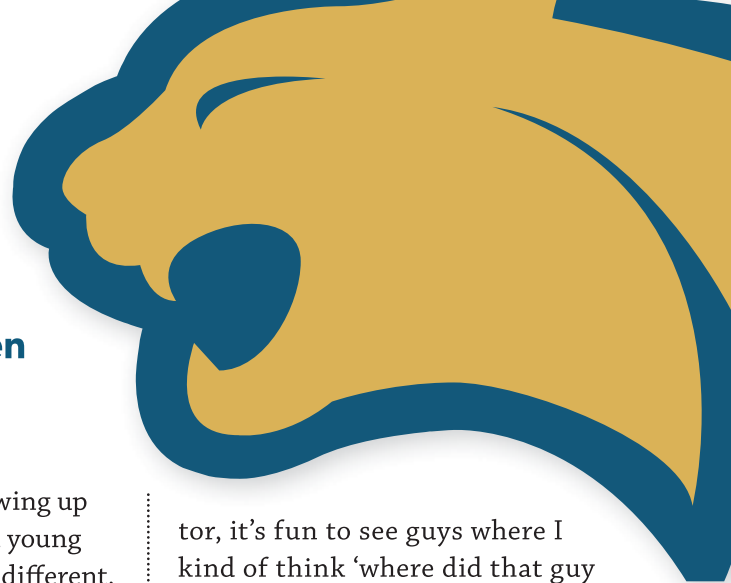 en
wing up
young
different,
tor, it’s fun to see guys where I
kind of think ‘where did that guy